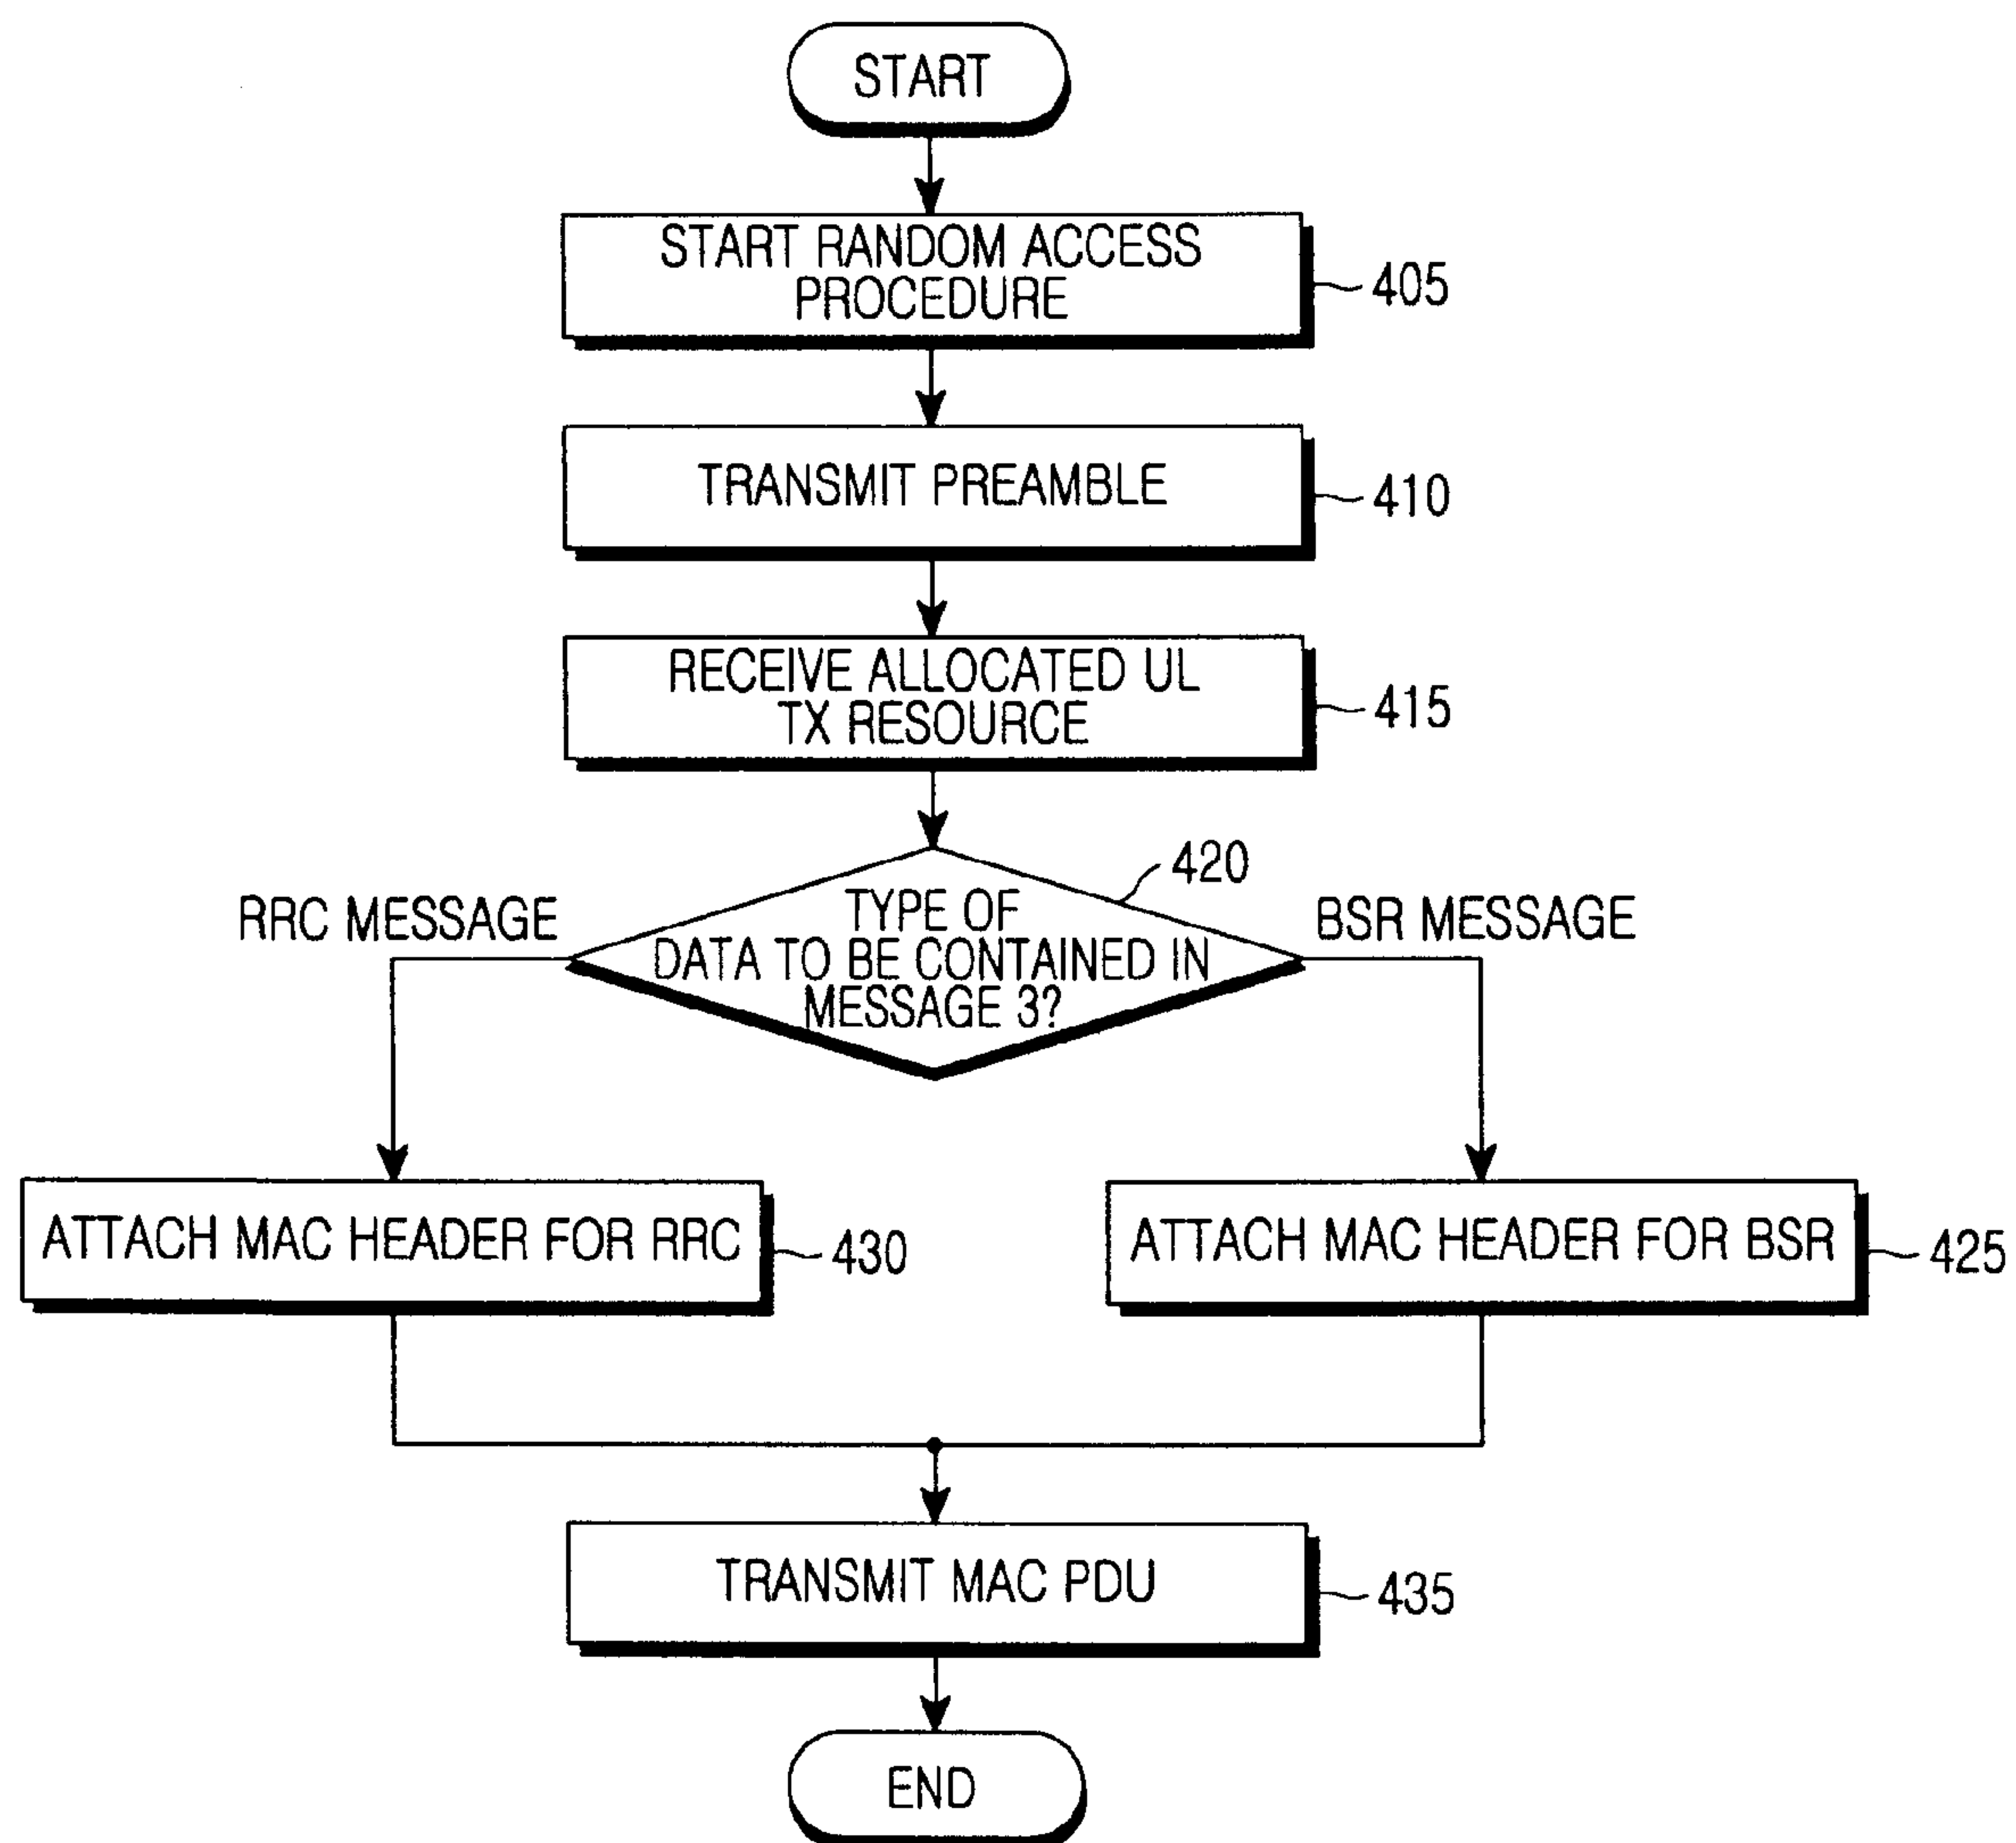 START
START RANDOM ACCESS
PROCEDURE
405
TRANSMIT PREAMBLE
410
RECEIVE ALLOCATED UL
TX RESOURCE
415
420
RRC MESSAGE
TYPE OF
DATA TO BE CONTAINED IN
MESSAGE 3?
BSR MESSAGE
ATTACH MAC HEADER FOR RRC
430
ATTACH MAC HEADER FOR BSR
425
TRANSMIT MAC PDU
435
END